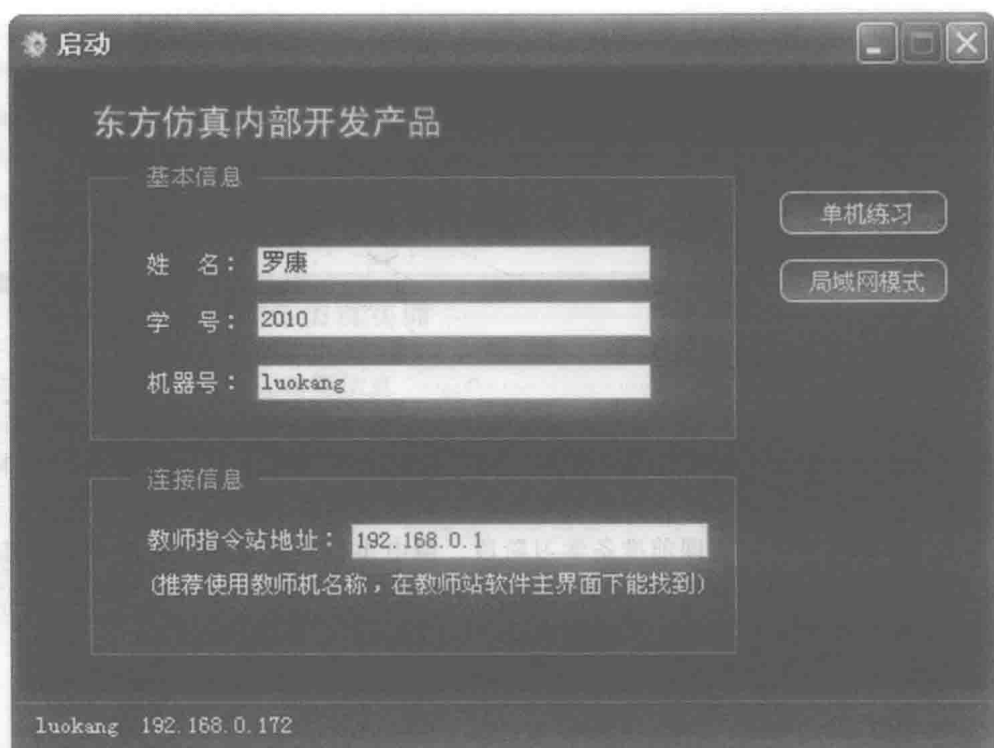 启动
东方仿真内部开发产品
基本信息
姓 名： 罗康
学 号： 2010
机器号： luokang
单机练习
局域网模式
连接信息
教师指令站地址： 192.168.0.1
(推荐使用教师机名称，在教师站软件主界面下能找到)
luokang 192.168.0.172